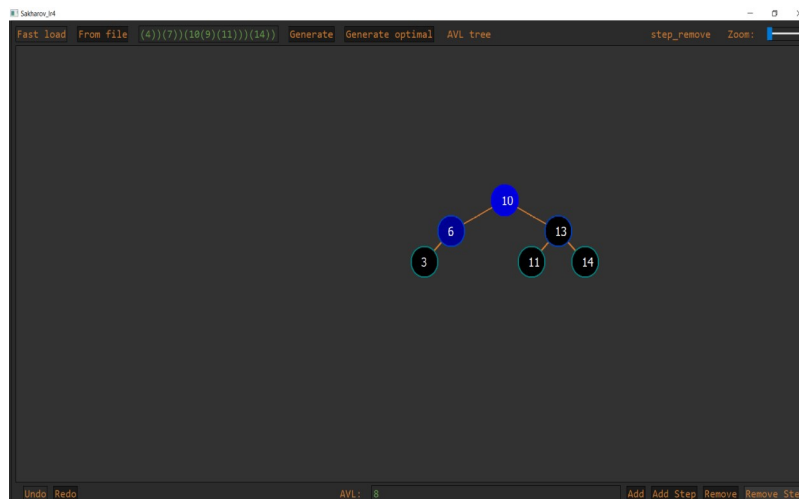 Sakharov_lr4
Fast load From file (4))(7))(10(9)(11)))(14)) Generate Generate optimal AVL tree step_remove Zoom:
10
6 13
3 11 14
Undo Redo AVL: 8 Add Add Step Remove Remove Ste